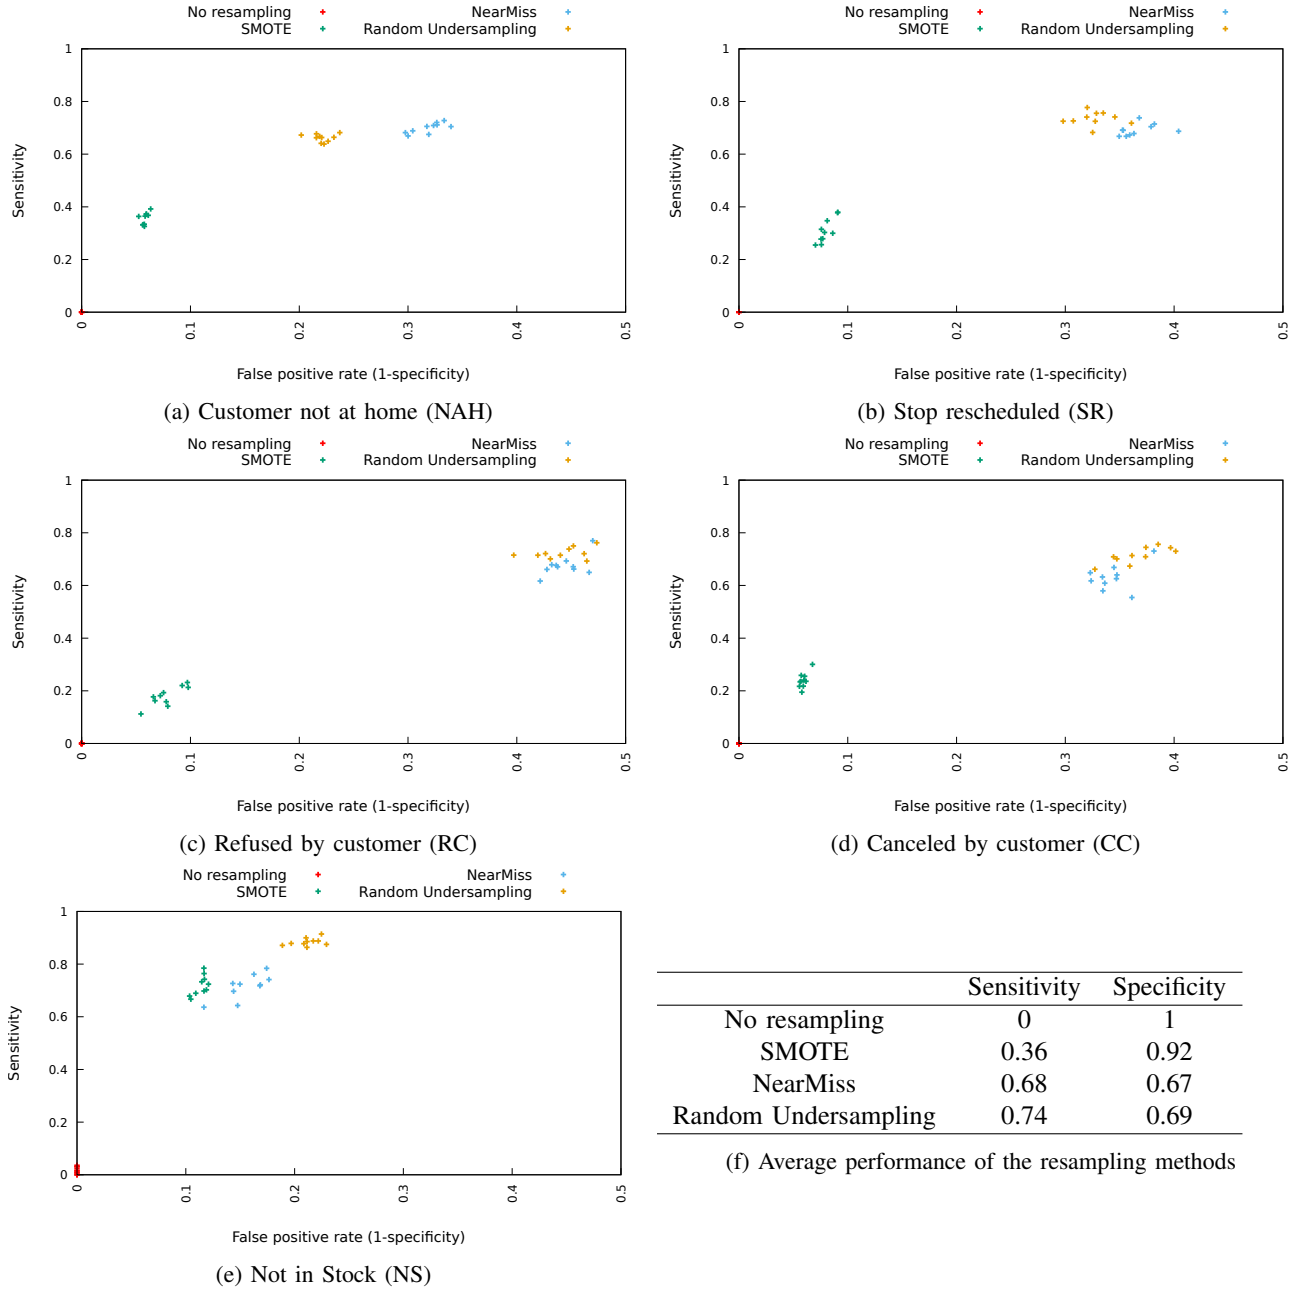 No resampling NearMiss
SMOTE Random Undersampling
1
0.8
0.6
0.4
0.2
0
Sensitivity
0 0.1 0.2 0.3 0.4 0.5
False positive rate (1-specificity)
(a) Customer not at home (NAH)
No resampling NearMiss
SMOTE Random Undersampling
1
0.8
0.6
0.4
0.2
0
Sensitivity
0 0.1 0.2 0.3 0.4 0.5
False positive rate (1-specificity)
(b) Stop rescheduled (SR)
No resampling NearMiss
SMOTE Random Undersampling
1
0.8
0.6
0.4
0.2
0
Sensitivity
0 0.1 0.2 0.3 0.4 0.5
False positive rate (1-specificity)
(c) Refused by customer (RC)
No resampling NearMiss
SMOTE Random Undersampling
1
0.8
0.6
0.4
0.2
0
Sensitivity
0 0.1 0.2 0.3 0.4 0.5
False positive rate (1-specificity)
(d) Canceled by customer (CC)
No resampling NearMiss
SMOTE Random Undersampling
1
0.8
0.6
0.4
0.2
0
Sensitivity
0 0.1 0.2 0.3 0.4 0.5
False positive rate (1-specificity)
(e) Not in Stock (NS)
Sensitivity Specificity
No resampling 0 1
SMOTE 0.36 0.92
NearMiss 0.68 0.67
Random Undersampling 0.74 0.69
(f) Average performance of the resampling methods